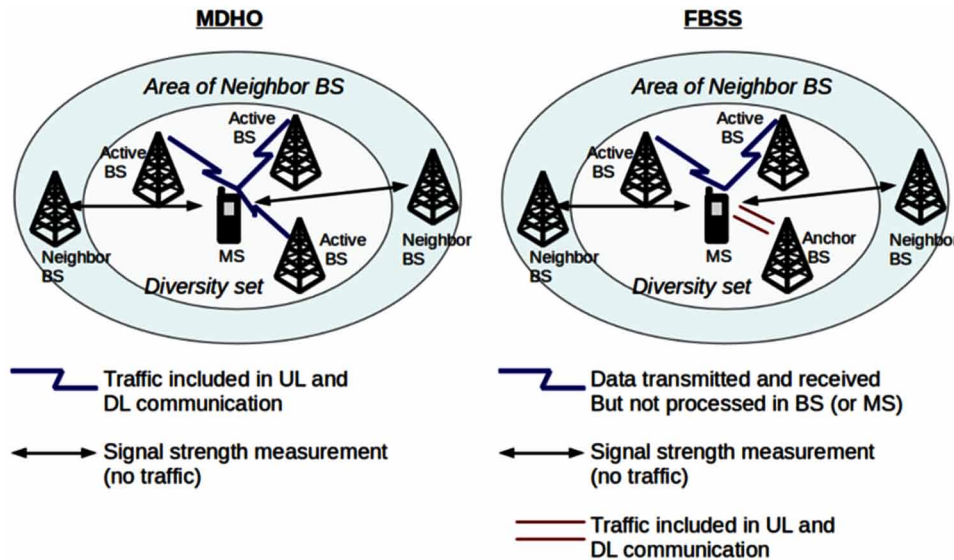 MDHO
Area of Neighbor BS
Active
BS
Active
BS
Neighbor
BS
MS
Active
BS
Neighbor
BS
Diversity set
Traffic included in UL and
DL communication
Signal strength measurement
(no traffic)
FBSS
Area of Neighbor BS
Active
BS
Active
BS
Neighbor
BS
MS
Anchor
BS
Neighbor
BS
Diversity set
Data transmitted and received
But not processed in BS (or MS)
Signal strength measurement
(no traffic)
Traffic included in UL and
DL communication